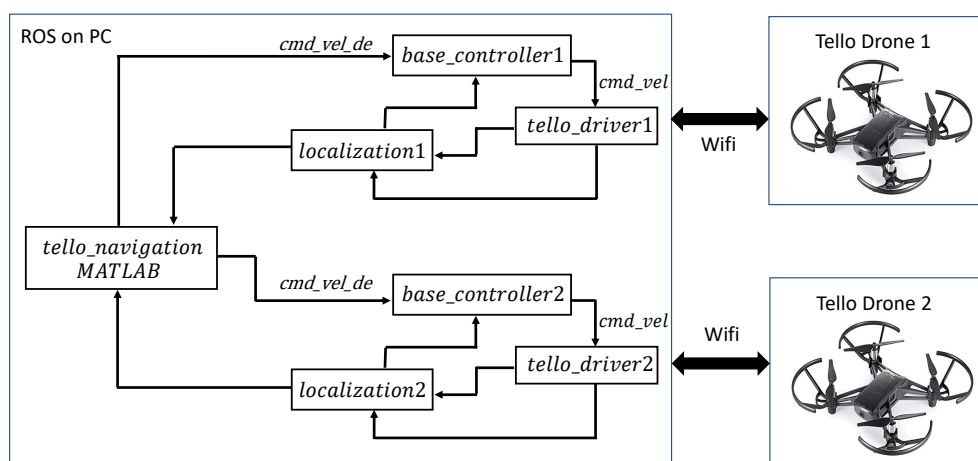 ROS on PC
cmd_vel_de
base_controller1
cmd_vel
tello_driver1
localization1
tello_navigation
MATLAB
cmd_vel_de
base_controller2
cmd_vel
tello_driver2
localization2
Wifi
Wifi
Tello Drone 1
Tello Drone 2